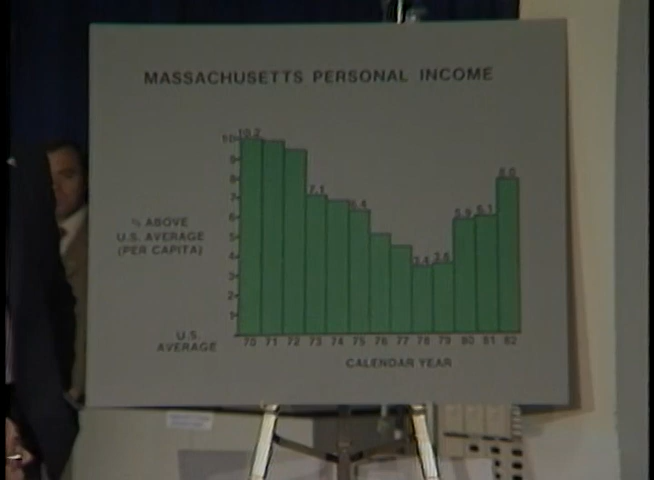 MASSACHUSETTS PERSONAL INCOME
10 10.2
9
8 8.0
7 7.1
6 6.4 5.9 6.1
5
4 3.4 3.6
3
2
1
% ABOVE
U.S. AVERAGE
(PER CAPITA)
U.S.
AVERAGE
70 71 72 73 74 75 76 77 78 79 80 81 82
CALENDAR YEAR